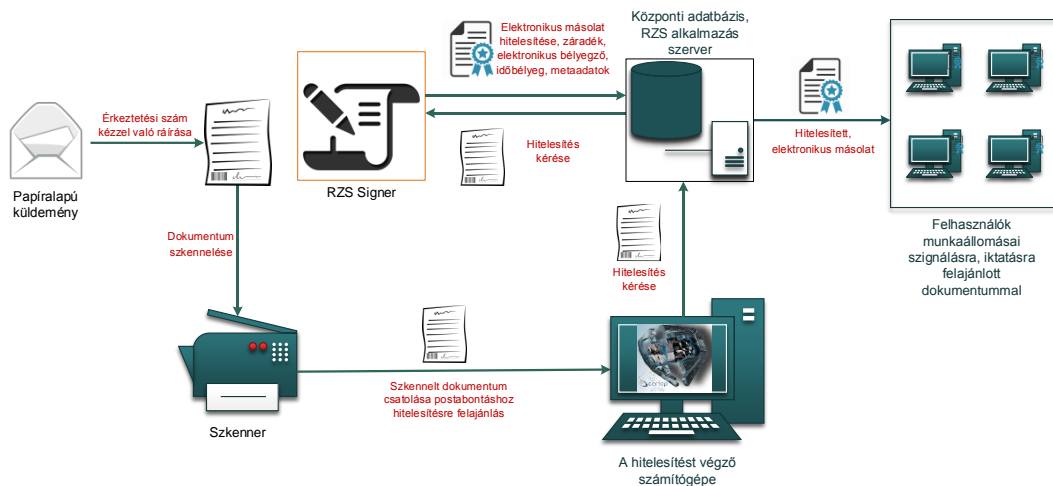 Központi adatbázis,
RZS alkalmazás
szerver
Elektronikus másolat
hitelesítése, záradék,
elektronikus bélyegző,
időbélyeg, metaadatok
Érkeztetési szám
kézzel való ráírása
Hitelesítés
kérése
Hitelesített,
elektronikus másolat
Papíralapú
küldemény
RZS Signer
Felhasználók
munkaállomásai
szignálásra, iktatásra
felajánlott
dokumentummal
Dokumentum
szkennelése
Hitelesítés
kérése
Szkennelt dokumentum
csatolása postabontáshoz
hitelesítésre felajánlás
Szkenner
A hitelesítést végző
számítógépe